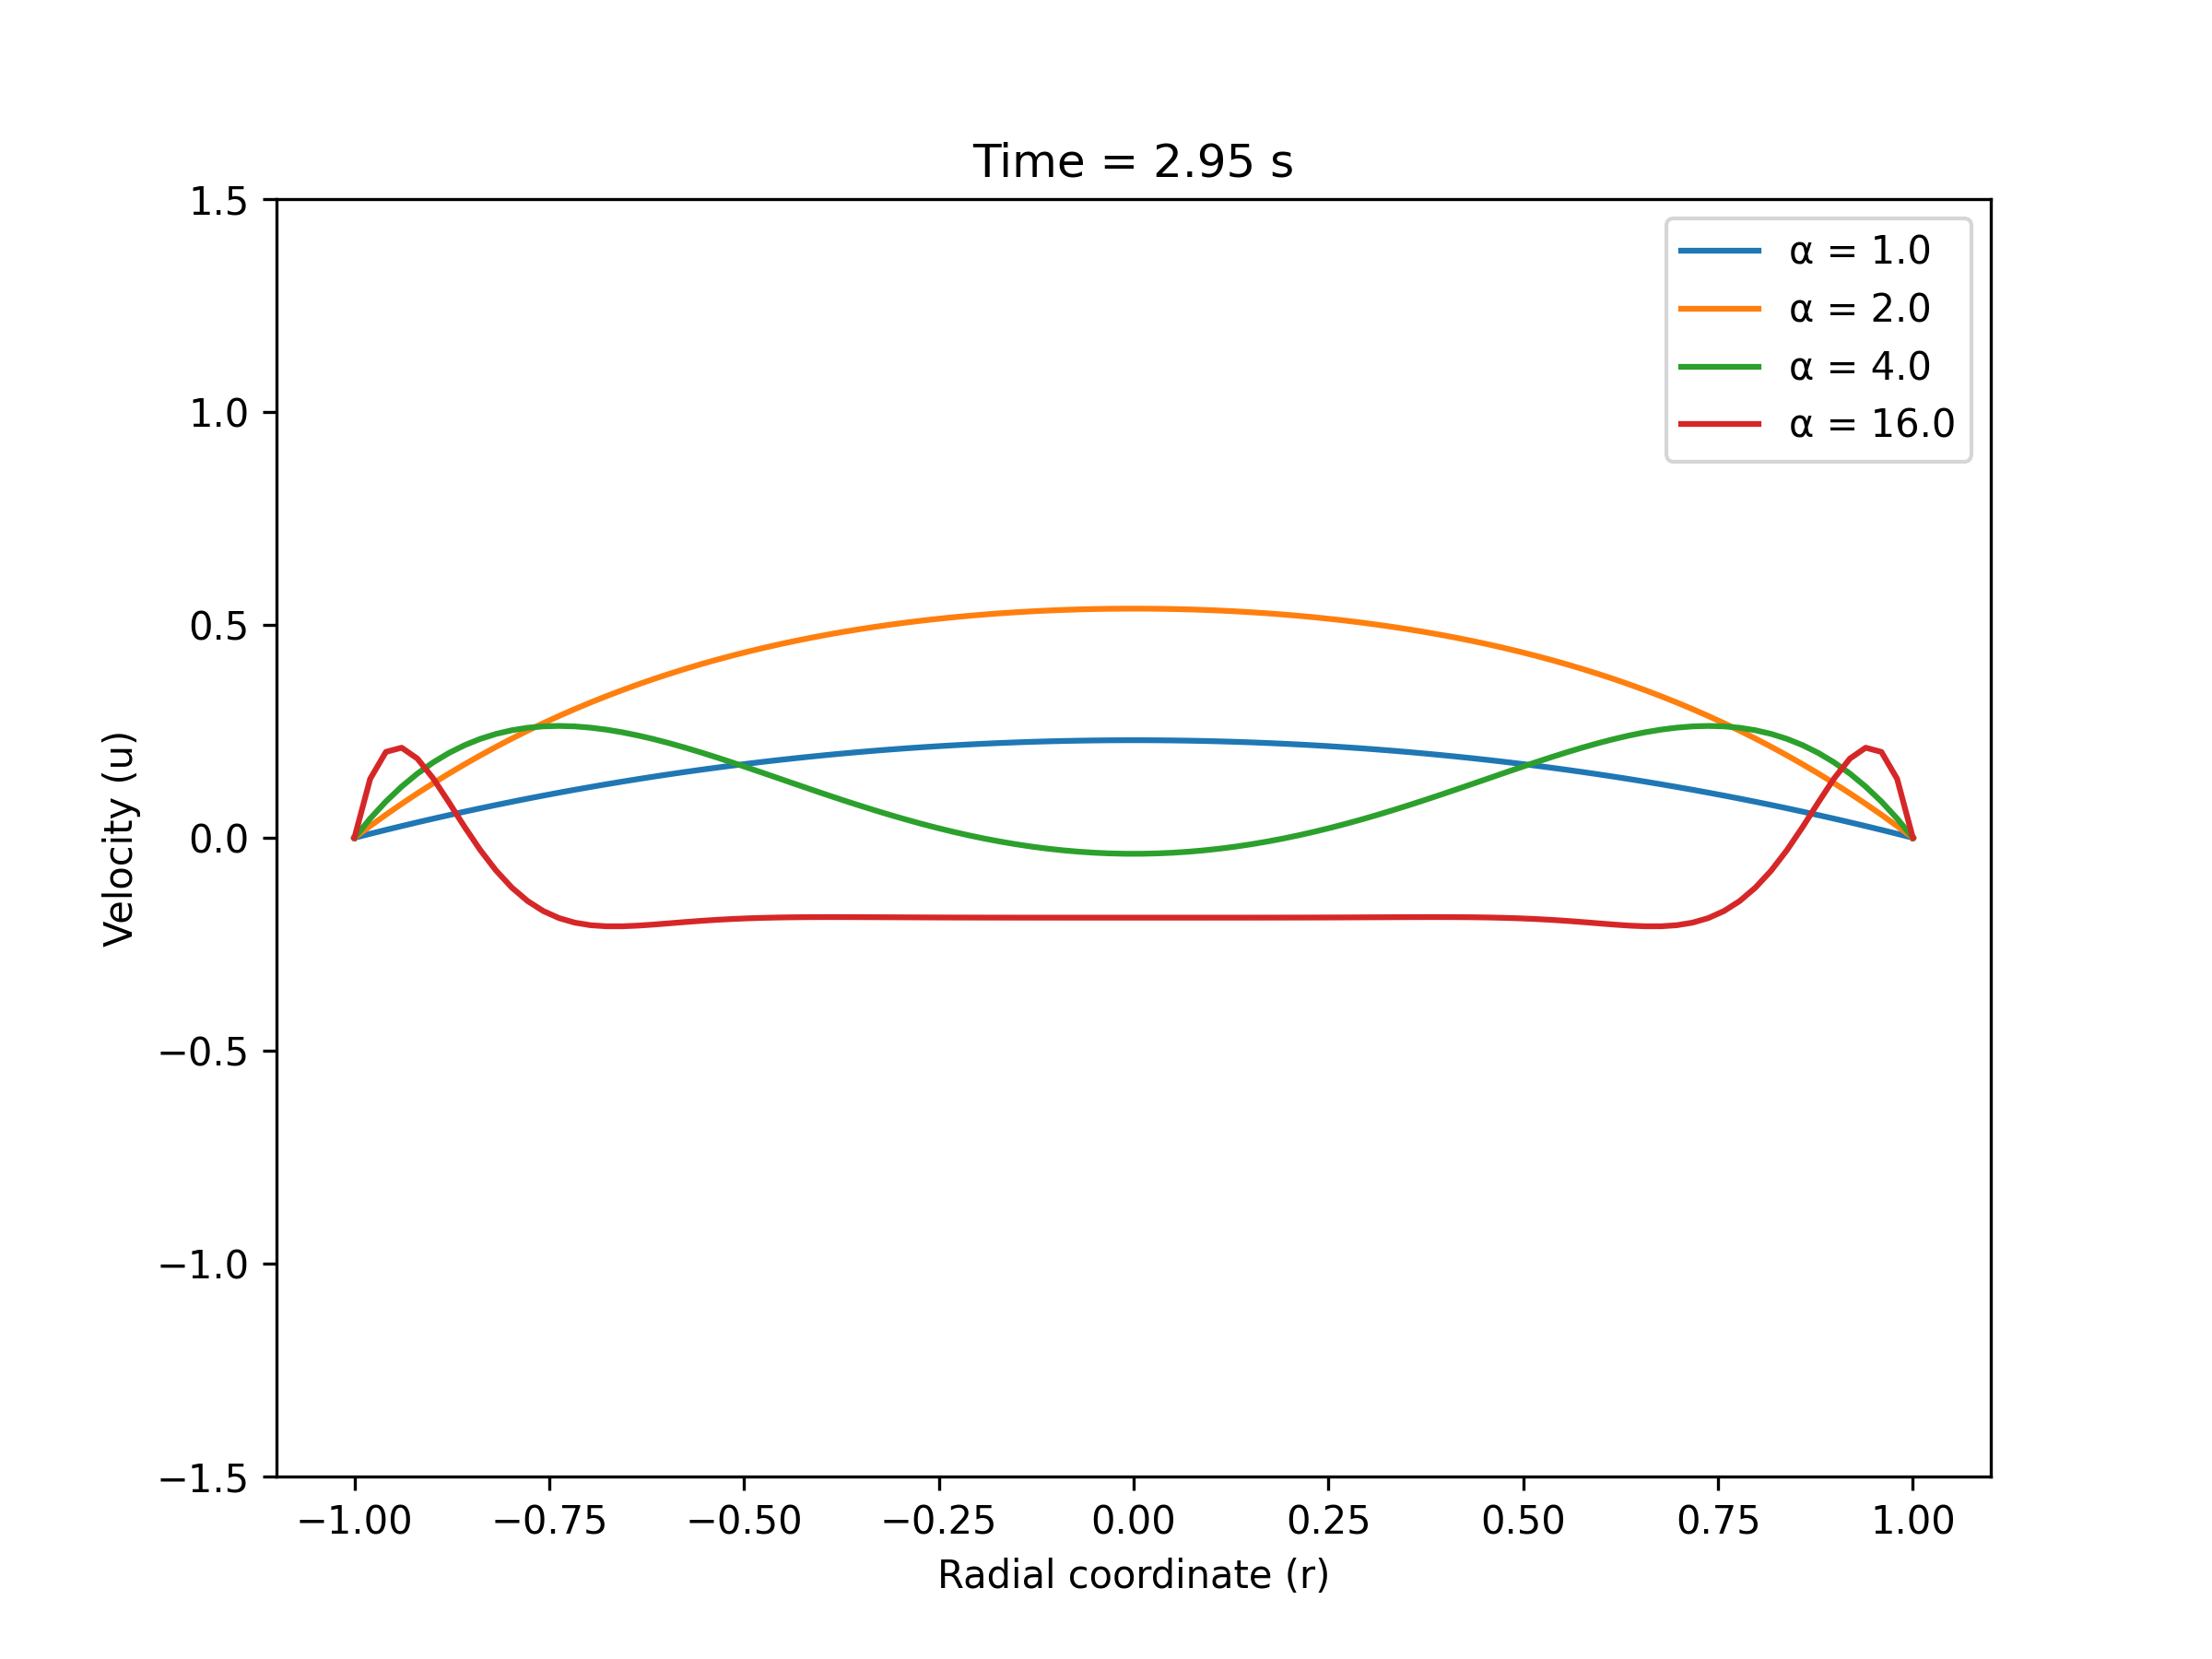 Time = 2.95 s
1.5
1.0
0.5
0.0
−0.5
−1.0
−1.5
Velocity (u)
α = 1.0
α = 2.0
α = 4.0
α = 16.0
−1.00 −0.75 −0.50 −0.25 0.00 0.25 0.50 0.75 1.00
Radial coordinate (r)